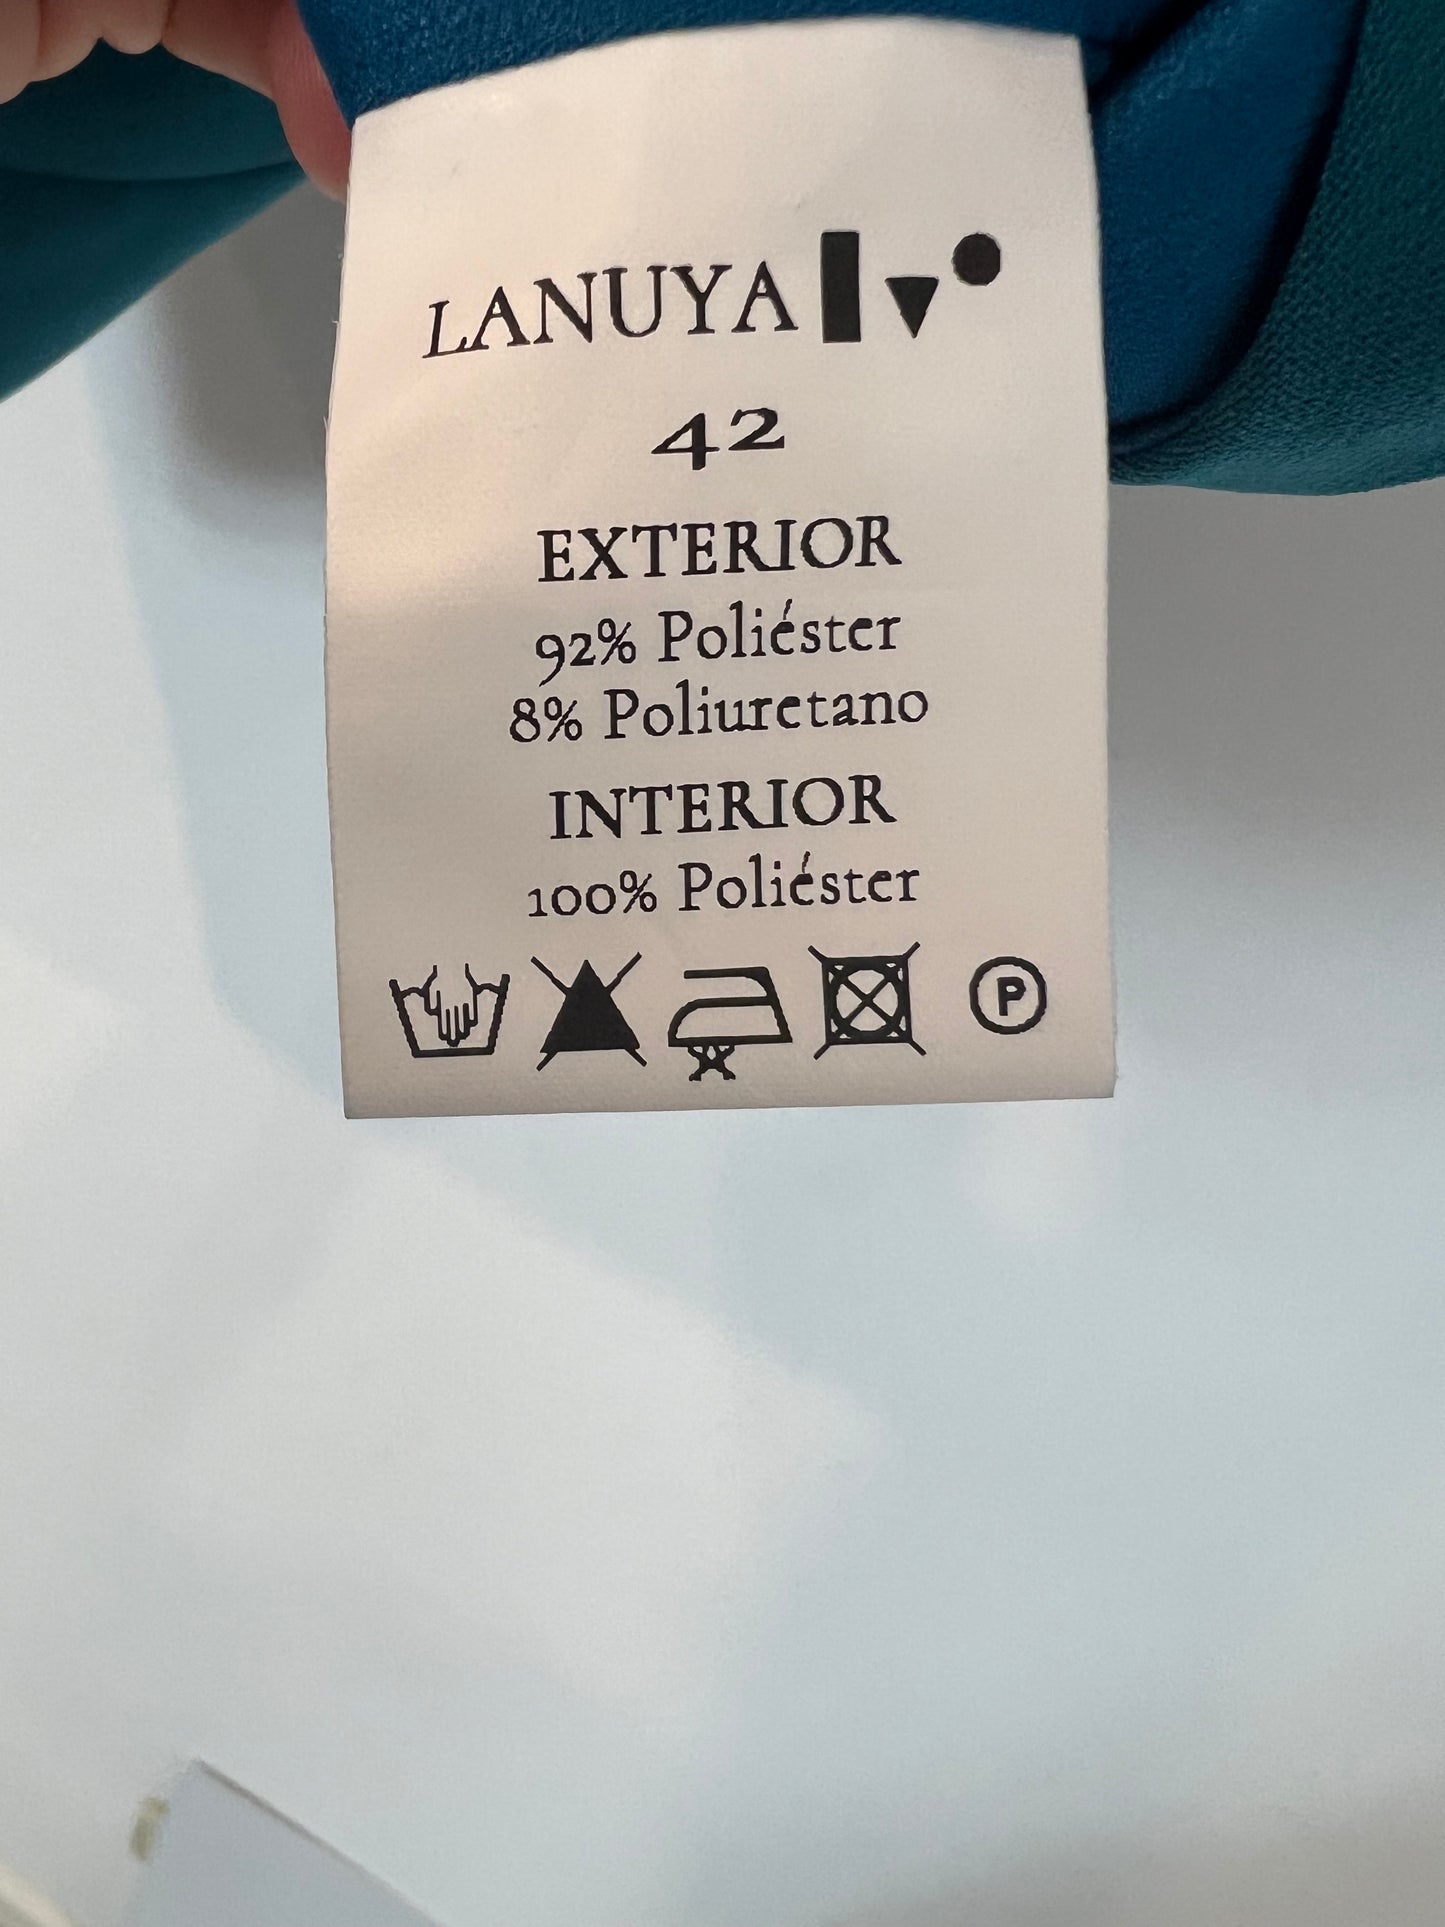 LANUYA
42
EXTERIOR
92% Poliéster
8% Poliuretano
INTERIOR
100% Poliéster
P